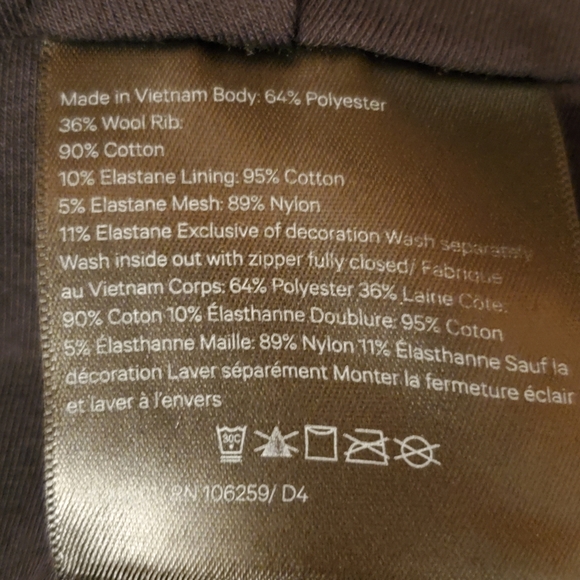 Made in Vietnam Body: 64% Polyester
36% Wool Rib:
90% Cotton
10% Elastane Lining: 95% Cotton
5% Elastane Mesh: 89% Nylon
11% Elastane Exclusive of decoration Wash separately
Wash inside out with zipper fully closed/ Fabriqué
au Vietnam Corps: 64% Polyester 36% Laine Côte:
90% Coton 10% Élasthanne Doublure: 95% Coton
5% Élasthanne Maille: 89% Nylon 11% Élasthanne Sauf la
décoration Laver séparément Monter la fermeture éclair
et laver à l'envers
30C
RN 106259/ D4